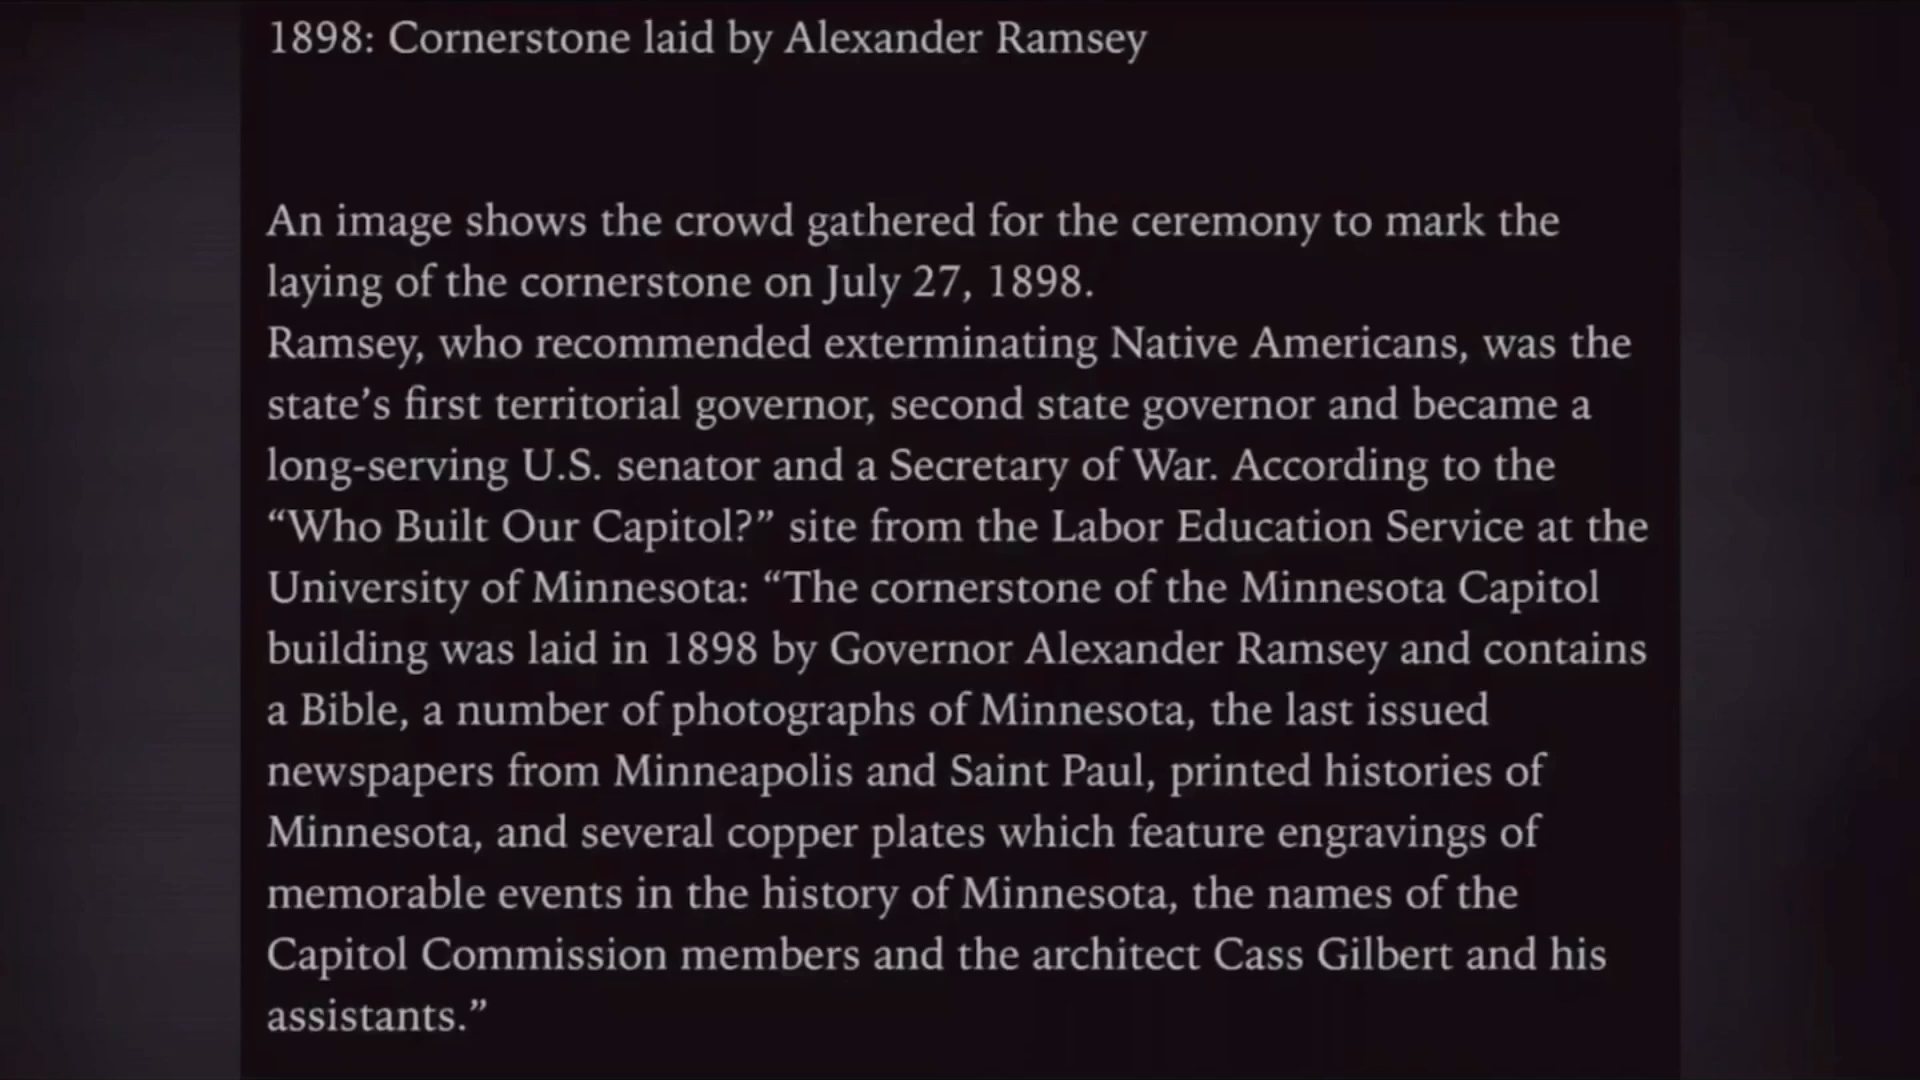 1898: Cornerstone laid by Alexander Ramsey
An image shows the crowd gathered for the ceremony to mark the
laying of the cornerstone on July 27, 1898.
Ramsey, who recommended exterminating Native Americans, was the
state’s first territorial governor, second state governor and became a
long-serving U.S. senator and a Secretary of War. According to the
“Who Built Our Capitol?” site from the Labor Education Service at the
University of Minnesota: “The cornerstone of the Minnesota Capitol
building was laid in 1898 by Governor Alexander Ramsey and contains
a Bible, a number of photographs of Minnesota, the last issued
newspapers from Minneapolis and Saint Paul, printed histories of
Minnesota, and several copper plates which feature engravings of
memorable events in the history of Minnesota, the names of the
Capitol Commission members and the architect Cass Gilbert and his
assistants.”